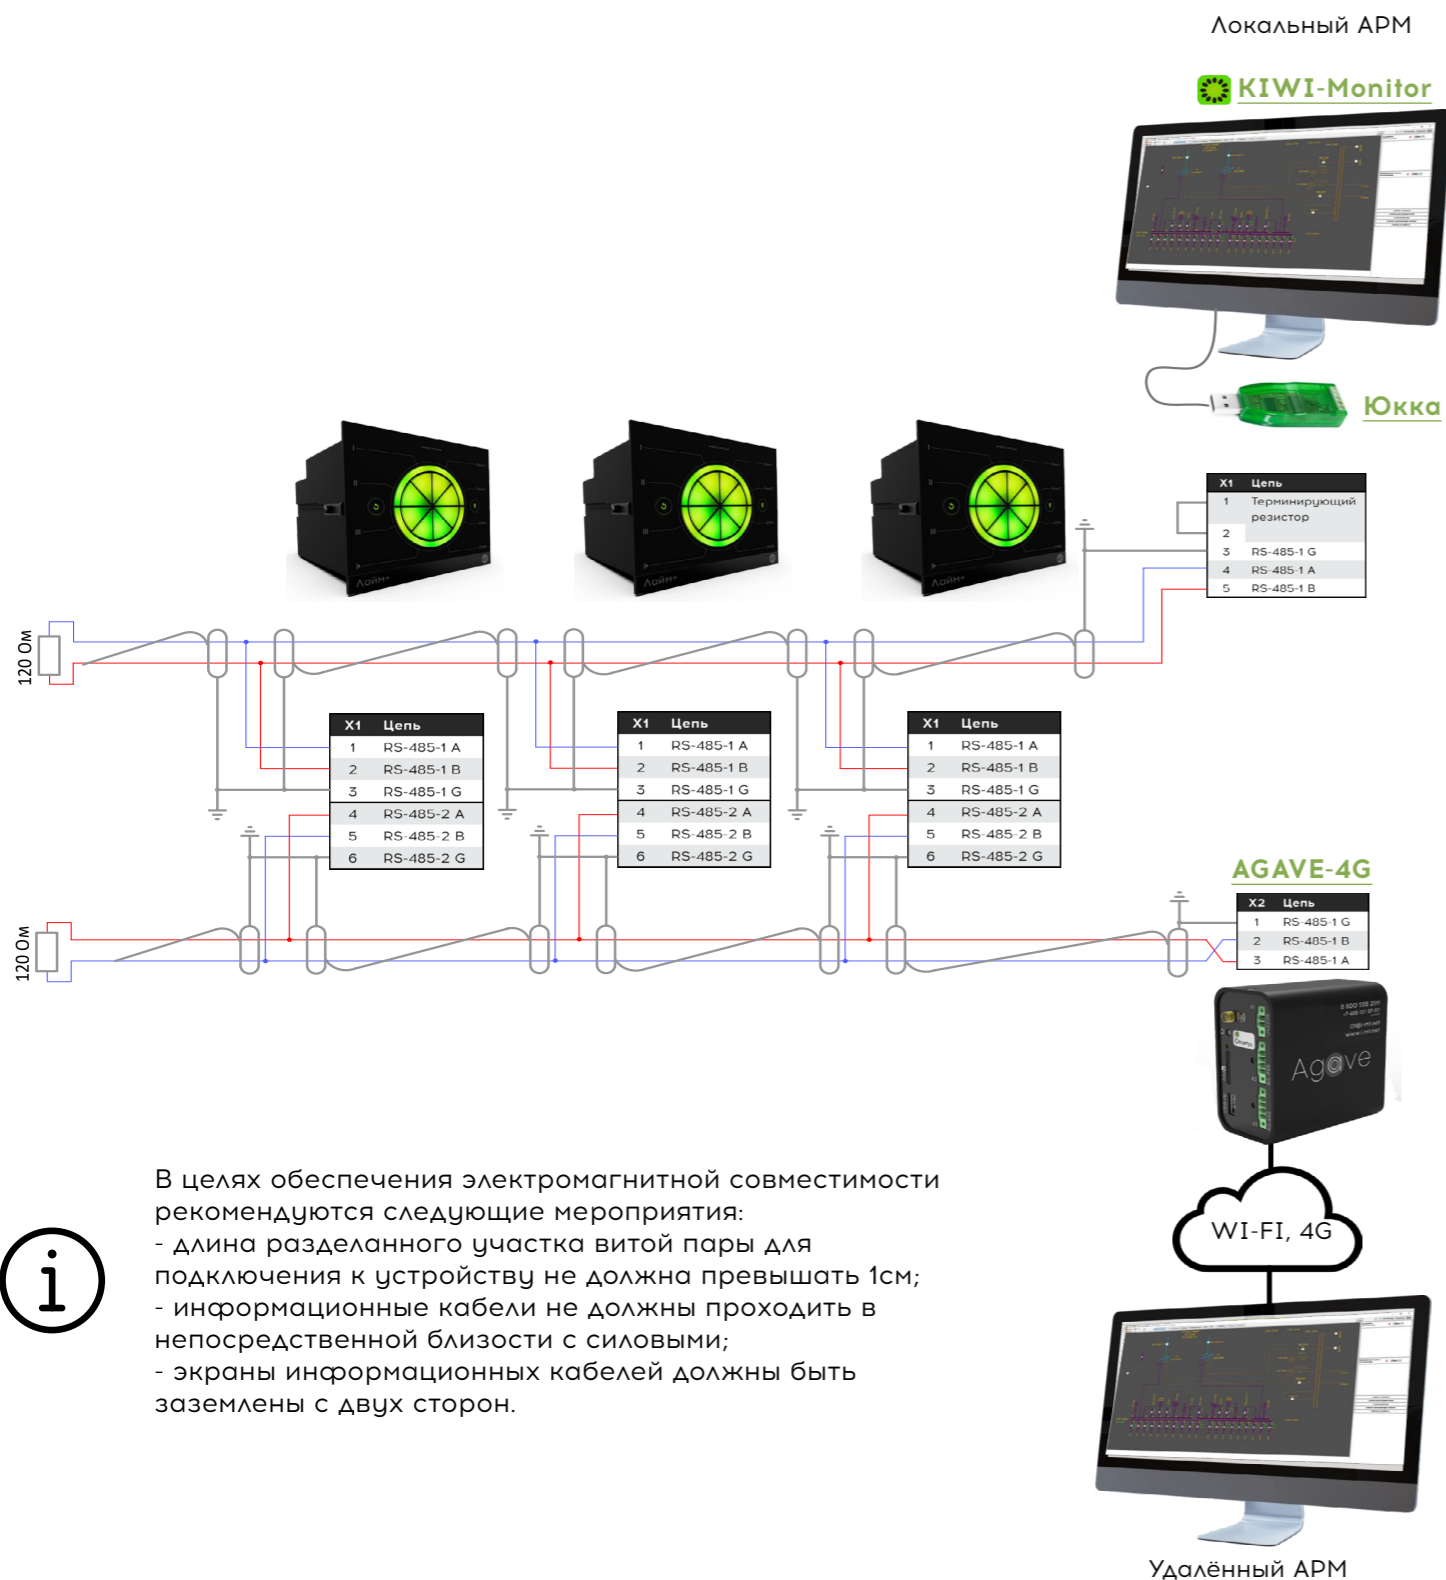 Локальный АРМ
KIWI-Monitor
Юкка
X1 Цепь
1 Терминирующий
резистор
2
3 RS-485-1 G
4 RS-485-1 A
5 RS-485-1 B
Лайм+
Лайм+
Лайм+
120 Ом
X1 Цепь
1 RS-485-1 A
2 RS-485-1 B
3 RS-485-1 G
4 RS-485-2 A
5 RS-485-2 B
6 RS-485-2 G
X1 Цепь
1 RS-485-1 A
2 RS-485-1 B
3 RS-485-1 G
4 RS-485-2 A
5 RS-485-2 B
6 RS-485-2 G
X1 Цепь
1 RS-485-1 A
2 RS-485-1 B
3 RS-485-1 G
4 RS-485-2 A
5 RS-485-2 B
6 RS-485-2 G
120 Ом
AGAVE-4G
X2 Цепь
1 RS-485-1 G
2 RS-485-1 B
3 RS-485-1 A
Agave
WI-FI, 4G
В целях обеспечения электромагнитной совместимости
рекомендуются следующие мероприятия:
- длина разделанного участка витой пары для
подключения к устройству не должна превышать 1см;
- информационные кабели не должны проходить в
непосредственной близости с силовыми;
- экраны информационных кабелей должны быть
заземлены с двух сторон.
Удалённый АРМ